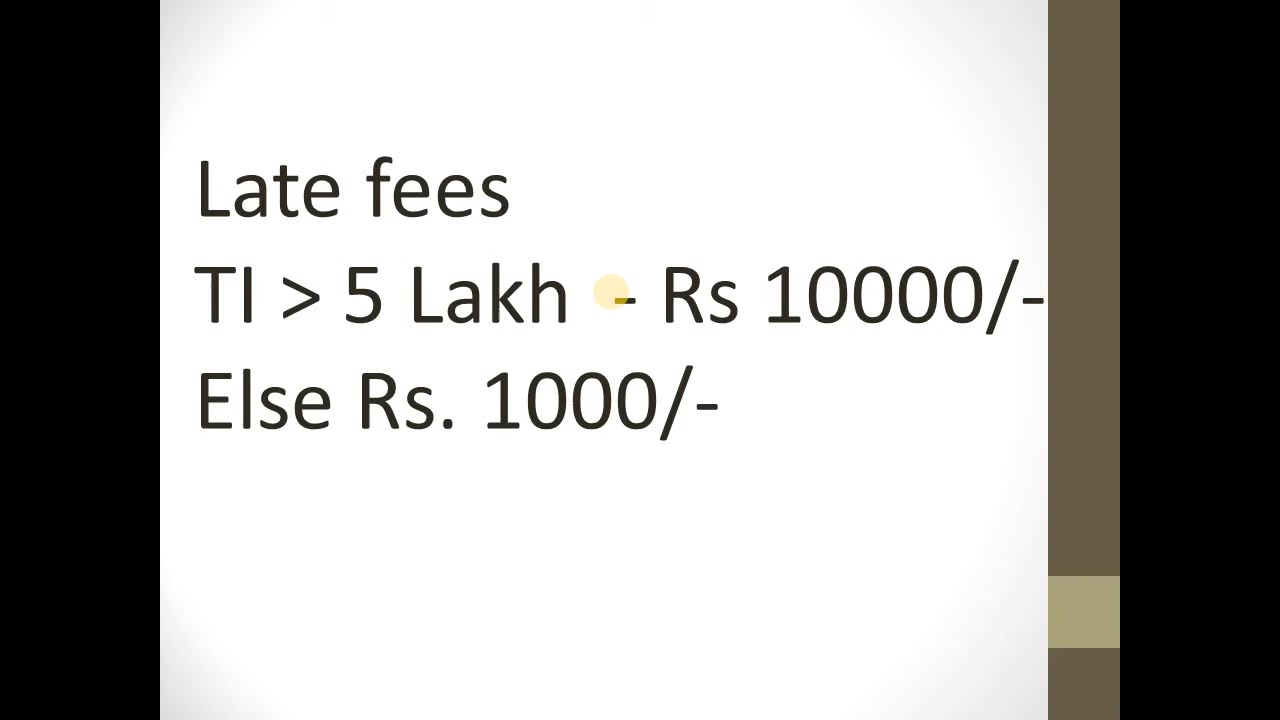 Late fees
TI > 5 Lakh - Rs 10000/-
Else Rs. 1000/-